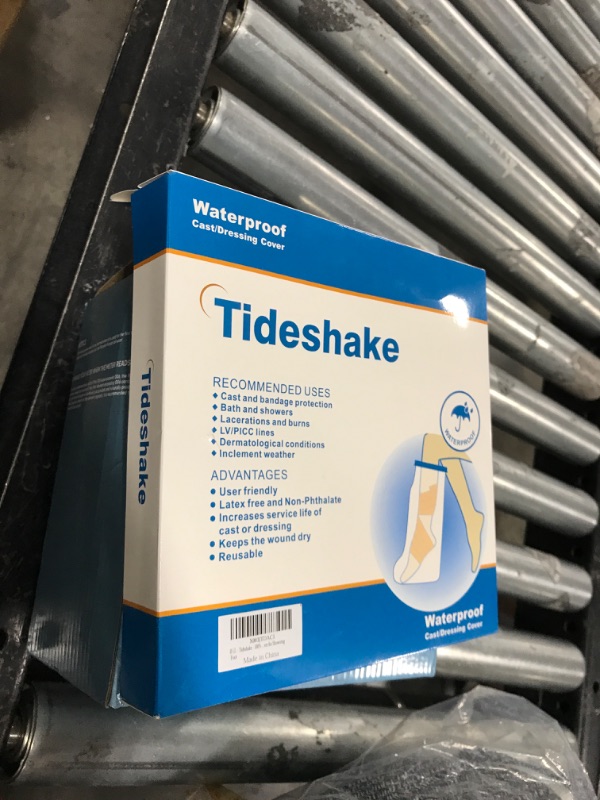 Waterproof
Cast/Dressing Cover
Tideshake
RECOMMENDED USES
◆ Cast and bandage protection
◆ Bath and showers
◆ Lacerations and burns
◆ LV/PICC lines
◆ Dermatological conditions
◆ Inclement weather
ADVANTAGES
● User friendly
● Latex free and Non-Phthalate
● Increases service life of
cast or dressing
● Keeps the wound dry
● Reusable
WATERPROOF
Waterproof
Cast/Dressing Cover
Made in China
Tideshake